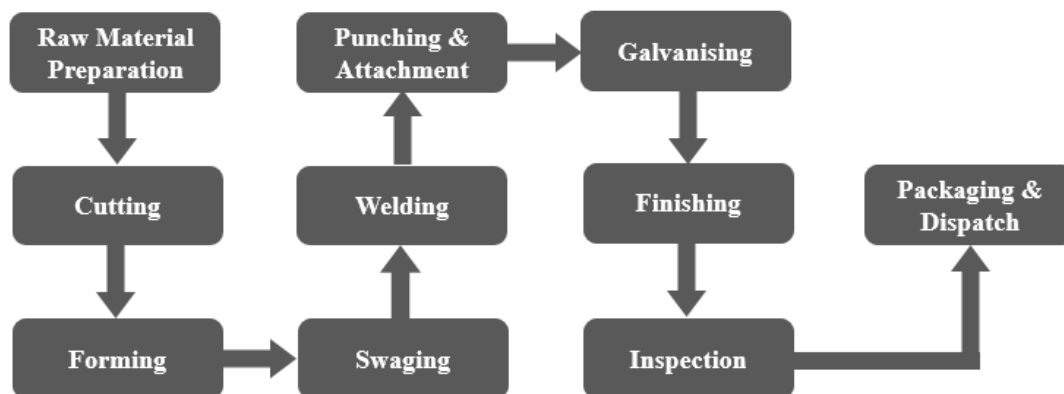 Raw Material
Preparation
Cutting
Forming
Swaging
Welding
Punching &
Attachment
Galvanising
Finishing
Inspection
Packaging &
Dispatch